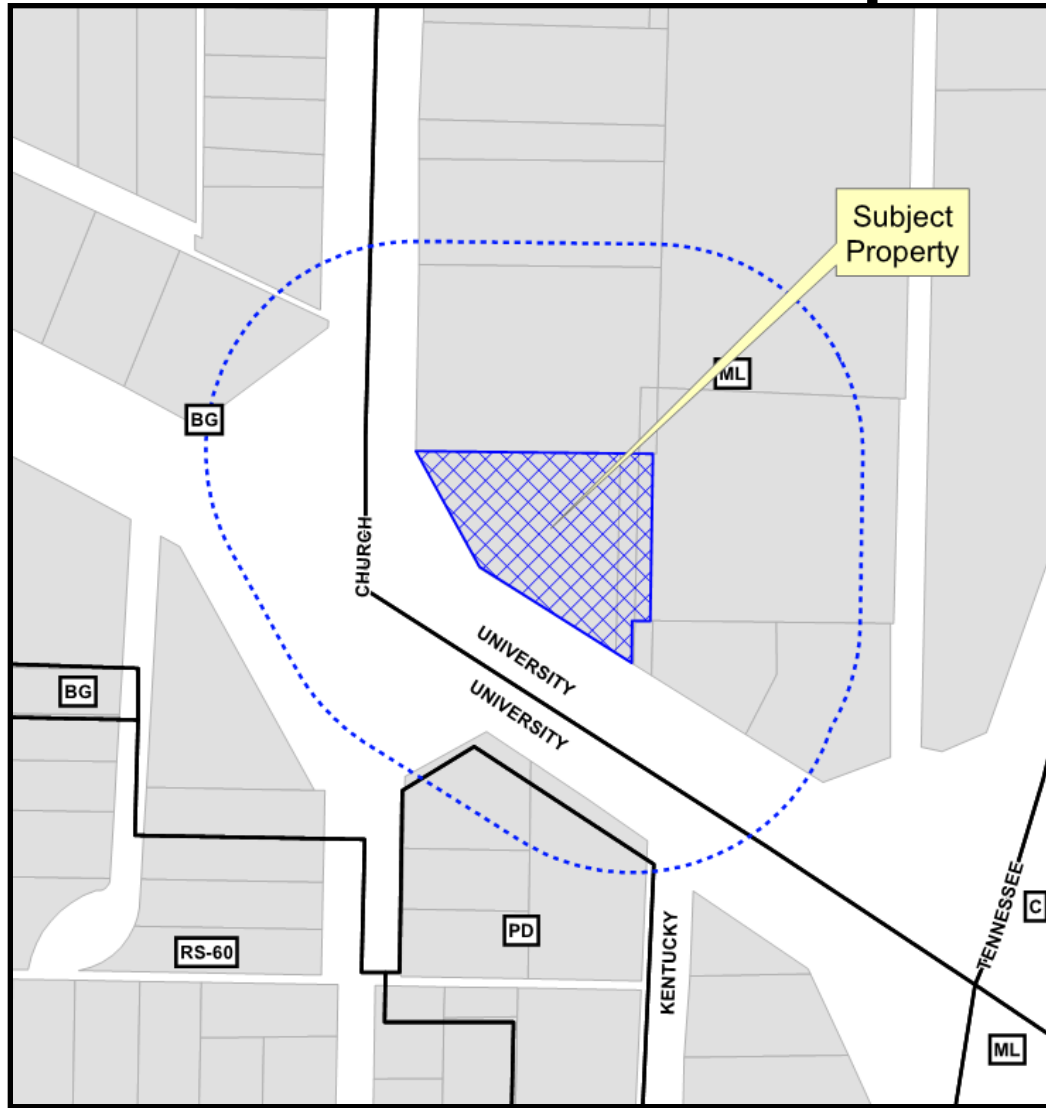 Subject
Property
ML
BG
CHURCH
UNIVERSITY
UNIVERSITY
BG
TENNESSEE
C
PD
KENTUCKY
RS-60
ML